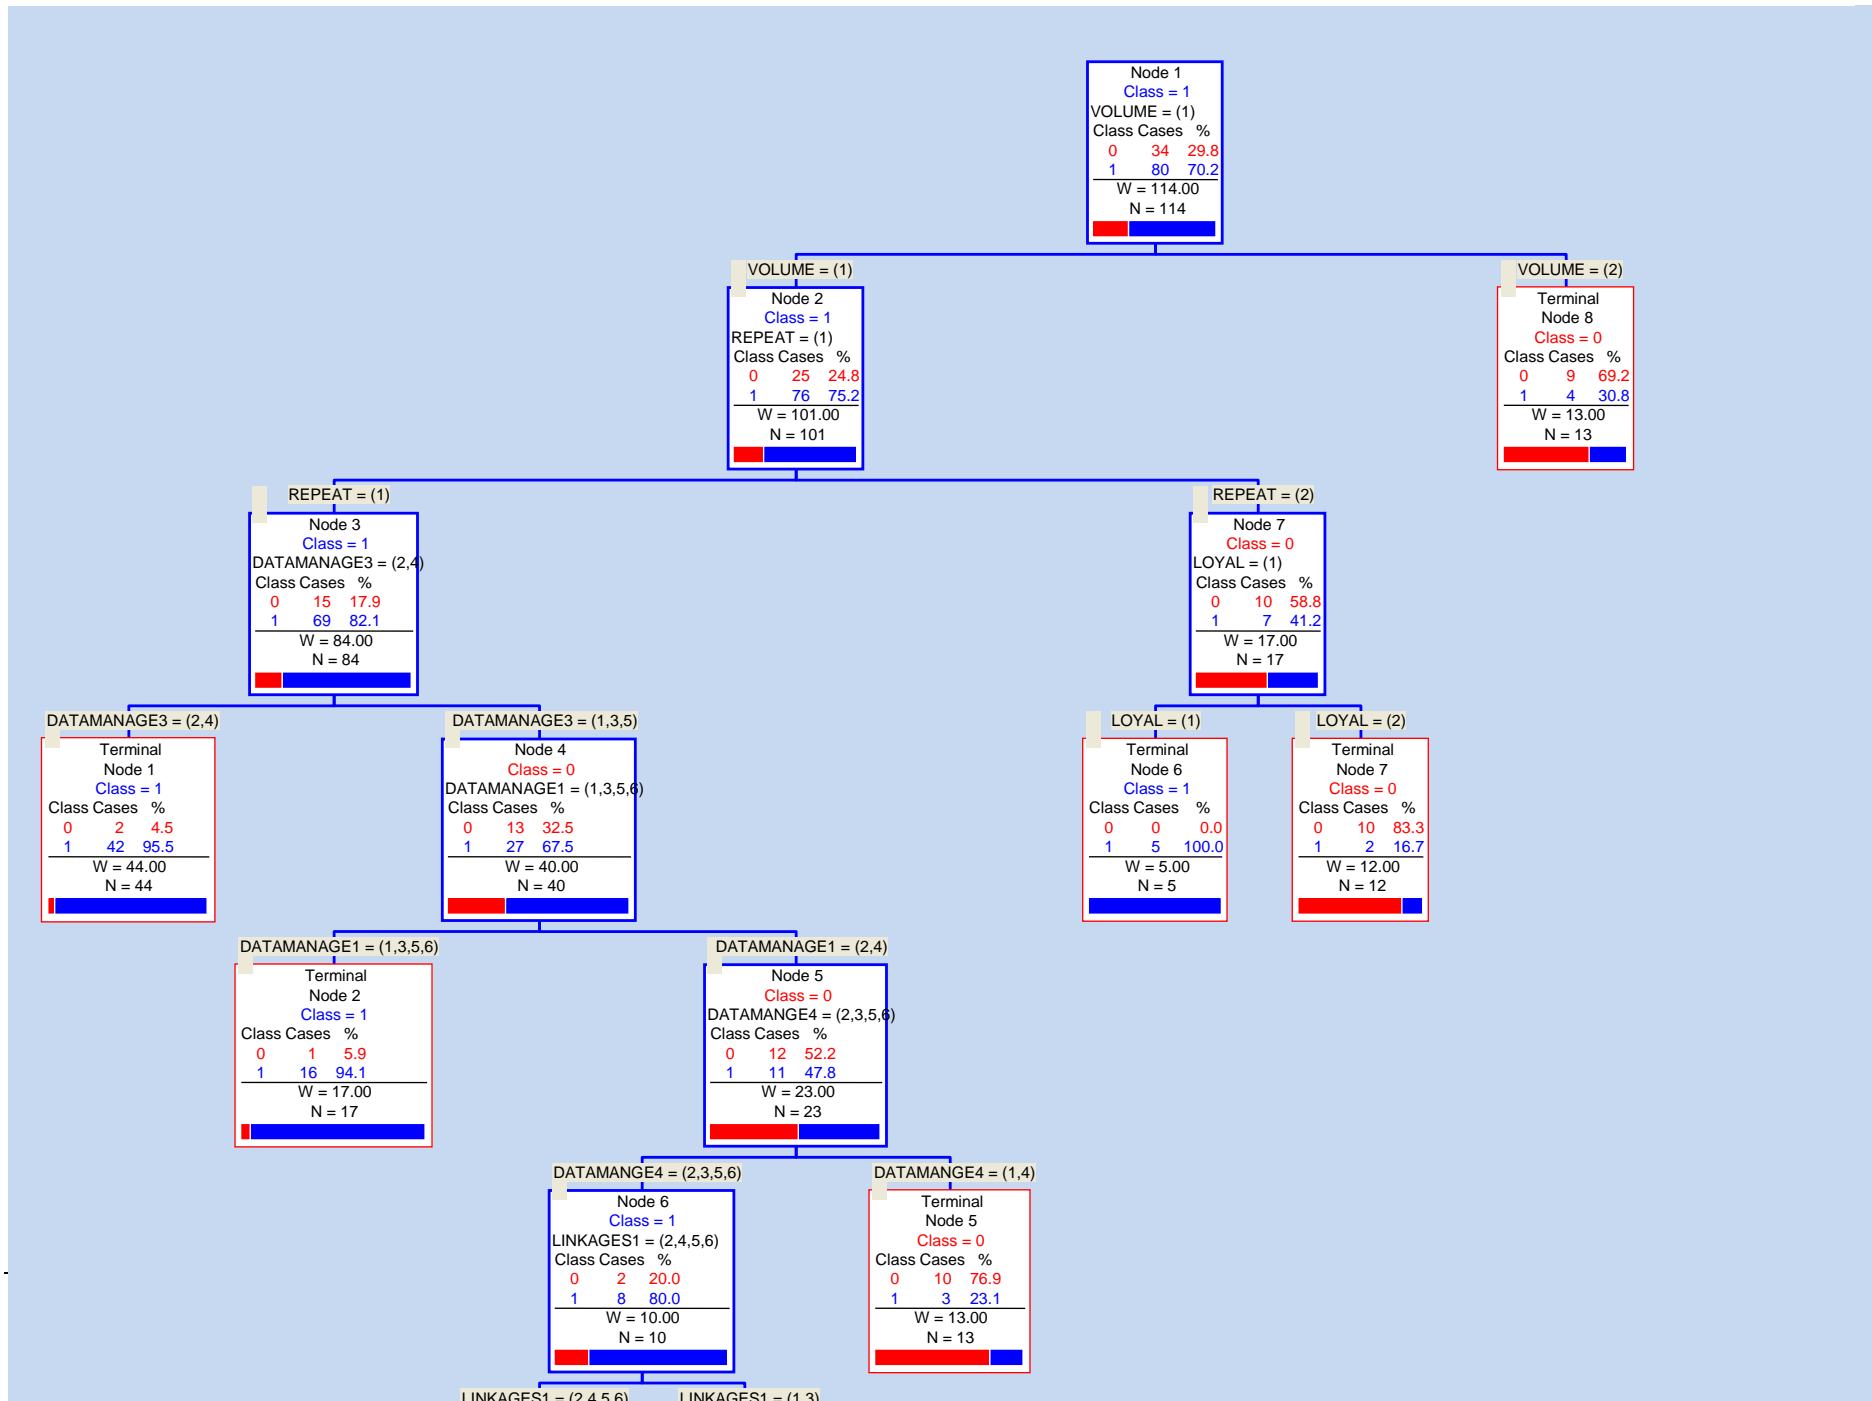 Node 1
Class = 1
VOLUME = (1)
Class Cases %
0 34 29.8
1 80 70.2
W = 114.00
N = 114
VOLUME = (1)
Node 2
Class = 1
REPEAT = (1)
Class Cases %
0 25 24.8
1 76 75.2
W = 101.00
N = 101
VOLUME = (2)
Terminal
Node 8
Class = 0
Class Cases %
0 9 69.2
1 4 30.8
W = 13.00
N = 13
REPEAT = (1)
Node 3
Class = 1
DATAMANAGE3 = (2,4)
Class Cases %
0 15 17.9
1 69 82.1
W = 84.00
N = 84
REPEAT = (2)
Node 7
Class = 0
LOYAL = (1)
Class Cases %
0 10 58.8
1 7 41.2
W = 17.00
N = 17
DATAMANAGE3 = (2,4)
Terminal
Node 1
Class = 1
Class Cases %
0 2 4.5
1 42 95.5
W = 44.00
N = 44
DATAMANAGE3 = (1,3,5)
Node 4
Class = 0
DATAMANAGE1 = (1,3,5,6)
Class Cases %
0 13 32.5
1 27 67.5
W = 40.00
N = 40
LOYAL = (1)
Terminal
Node 6
Class = 1
Class Cases %
0 0 0.0
1 5 100.0
W = 5.00
N = 5
LOYAL = (2)
Terminal
Node 7
Class = 0
Class Cases %
0 10 83.3
1 2 16.7
W = 12.00
N = 12
DATAMANAGE1 = (1,3,5,6)
Terminal
Node 2
Class = 1
Class Cases %
0 1 5.9
1 16 94.1
W = 17.00
N = 17
DATAMANAGE1 = (2,4)
Node 5
Class = 0
DATAMANGE4 = (2,3,5,6)
Class Cases %
0 12 52.2
1 11 47.8
W = 23.00
N = 23
DATAMANGE4 = (2,3,5,6)
Node 6
Class = 1
LINKAGES1 = (2,4,5,6)
Class Cases %
0 2 20.0
1 8 80.0
W = 10.00
N = 10
DATAMANGE4 = (1,4)
Terminal
Node 5
Class = 0
Class Cases %
0 10 76.9
1 3 23.1
W = 13.00
N = 13
LINKAGES1 = (2,4,5,6)
LINKAGES1 = (1,3)